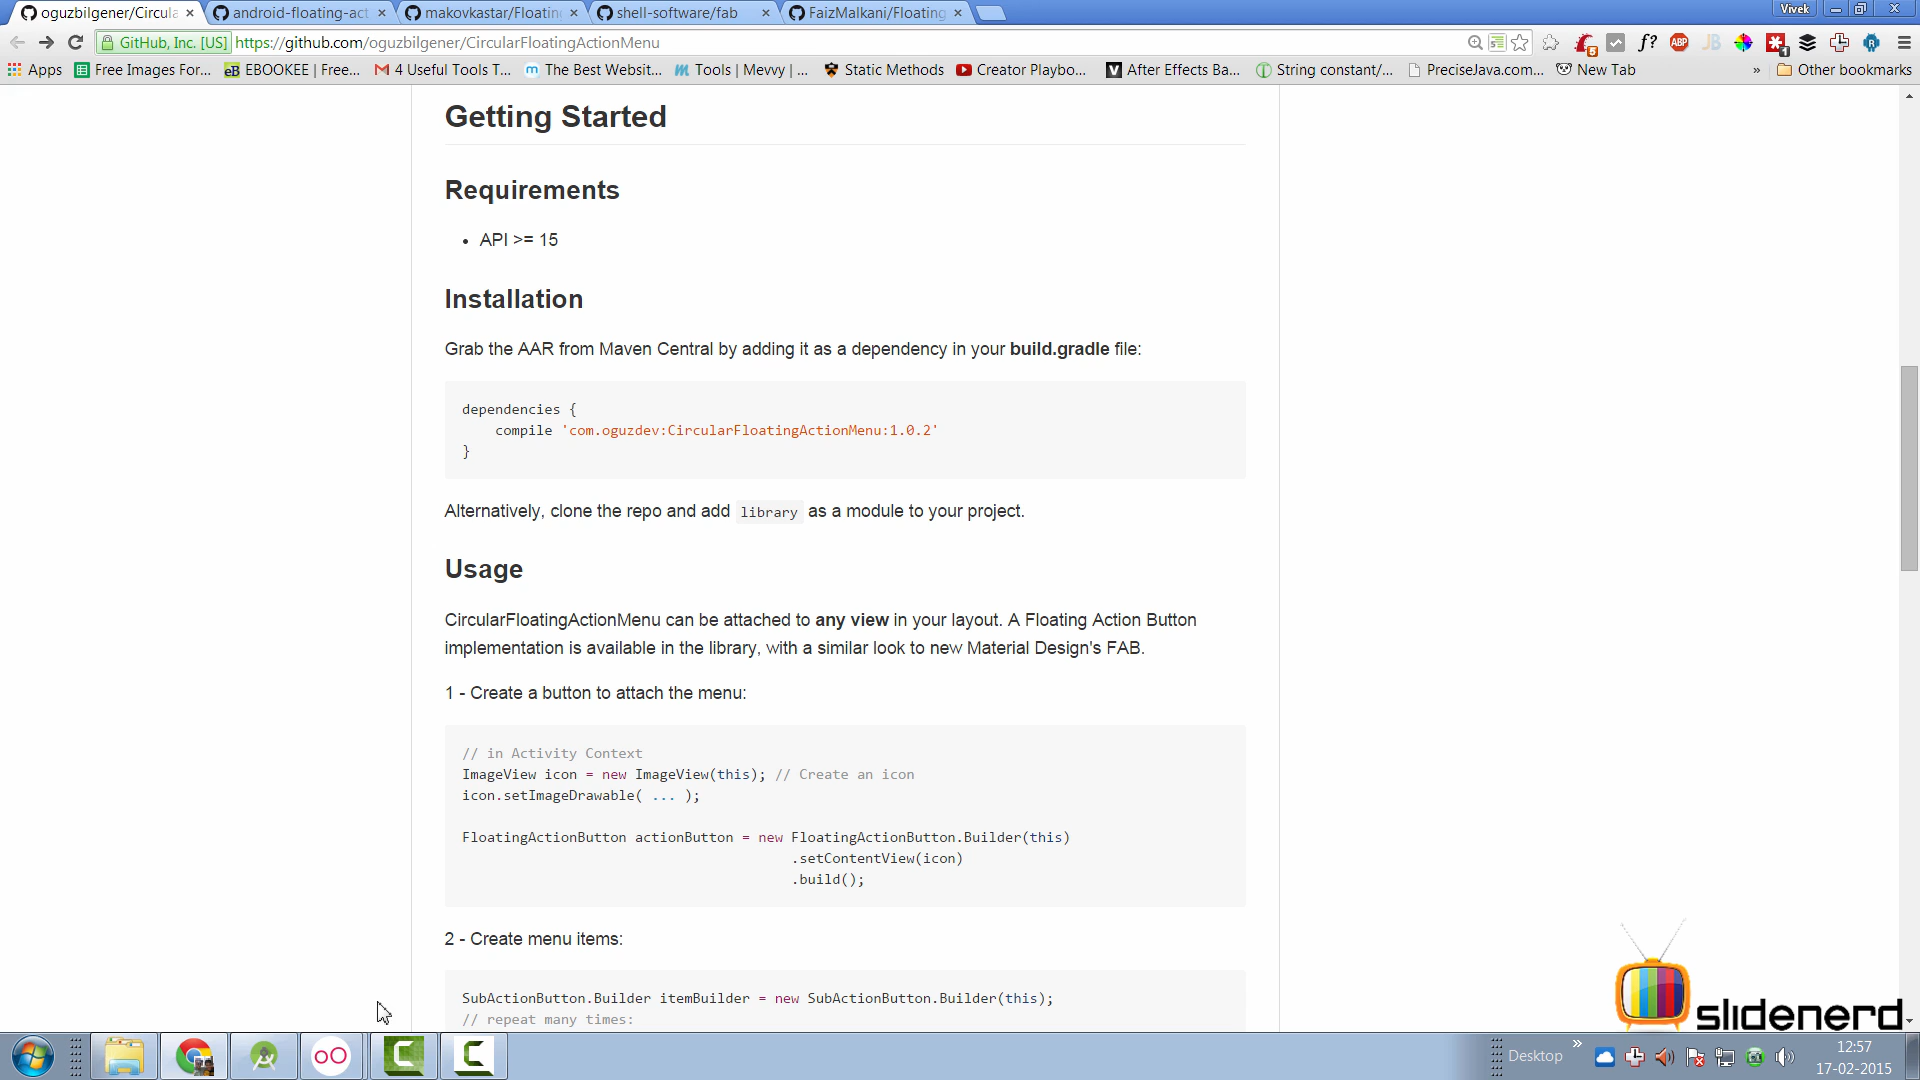 oguzbilgener/Circula
android-floating-act
makovkastar/Floating
shell-software/fab
FaizMalkani/Floating
Vivek
GitHub, Inc. [US]
https://github.com/oguzbilgener/CircularFloatingActionMenu
f?
ABP
JB
Apps
Free Images For...
EBOOKEE | Free...
4 Useful Tools T...
The Best Websit...
Tools | Mevvy | ...
Static Methods
Creator Playbo...
After Effects Ba...
String constant/...
PreciseJava.com...
New Tab
»
Other bookmarks
Getting Started
Requirements
• API >= 15
Installation
Grab the AAR from Maven Central by adding it as a dependency in your build.gradle file:
dependencies {
compile 'com.oguzdev:CircularFloatingActionMenu:1.0.2'
}
Alternatively, clone the repo and add library as a module to your project.
Usage
CircularFloatingActionMenu can be attached to any view in your layout. A Floating Action Button
implementation is available in the library, with a similar look to new Material Design's FAB.
1 - Create a button to attach the menu:
// in Activity Context
ImageView icon = new ImageView(this); // Create an icon
icon.setImageDrawable( ... );
FloatingActionButton actionButton = new FloatingActionButton.Builder(this)
.setContentView(icon)
.build();
2 - Create menu items:
SubActionButton.Builder itemBuilder = new SubActionButton.Builder(this);
// repeat many times:
slidenerd
Desktop
»
12:57
17-02-2015